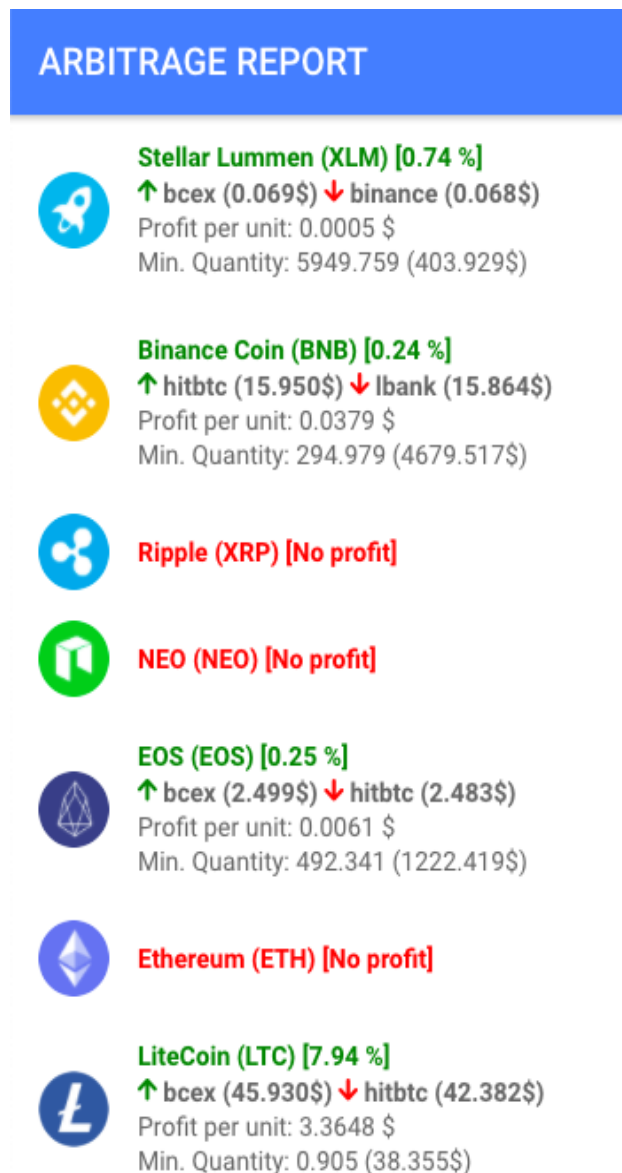 ARBITRAGE REPORT
Stellar Lummen (XLM) [0.74 %]
↑ bcex (0.069$) ↓ binance (0.068$)
Profit per unit: 0.0005 $
Min. Quantity: 5949.759 (403.929$)
Binance Coin (BNB) [0.24 %]
↑ hitbtc (15.950$) ↓ lbank (15.864$)
Profit per unit: 0.0379 $
Min. Quantity: 294.979 (4679.517$)
Ripple (XRP) [No profit]
NEO (NEO) [No profit]
EOS (EOS) [0.25 %]
↑ bcex (2.499$) ↓ hitbtc (2.483$)
Profit per unit: 0.0061 $
Min. Quantity: 492.341 (1222.419$)
Ethereum (ETH) [No profit]
LiteCoin (LTC) [7.94 %]
↑ bcex (45.930$) ↓ hitbtc (42.382$)
Profit per unit: 3.3648 $
Min. Quantity: 0.905 (38.355$)